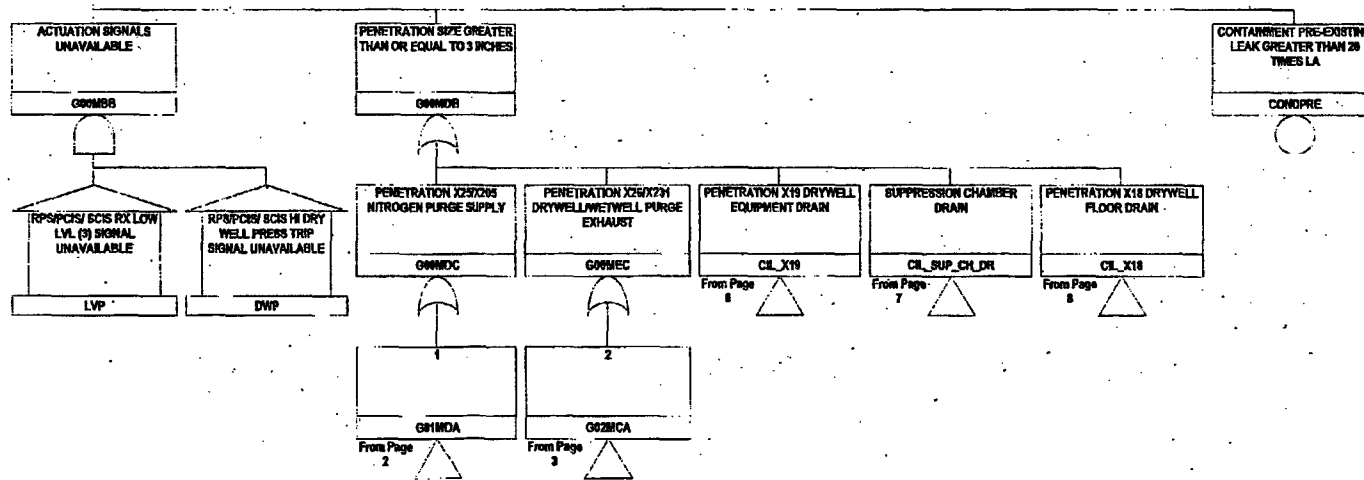 ACTUATION SIGNALS
UNAVAILABLE
G00MBB
PENETRATION SIZE GREATER
THAN OR EQUAL TO 3 INCHES
G00MDB
CONTAINMENT PRE-EXISTING
LEAK GREATER THAN 20
TIMES LA
CONDPRE
RPS/PCIS/ SCIS RX LOW
LVL (3) SIGNAL
UNAVAILABLE
LVP
RPS/PCIS/ SCIS HI DRY
WELL PRESS TRIP
SIGNAL UNAVAILABLE
DWP
PENETRATION X25/X205
NITROGEN PURGE SUPPLY
G00MDC
PENETRATION X26/X231
DRYWELL/WETWELL PURGE
EXHAUST
G00MEC
PENETRATION X19 DRYWELL
EQUIPMENT DRAIN
CIL_X19
From Page
6
SUPPRESSION CHAMBER
DRAIN
CIL_SUP_CH_DR
From Page
7
PENETRATION X18 DRYWELL
FLOOR DRAIN
CIL_X18
From Page
8
1
G01MDA
From Page
2
2
G02MCA
From Page
3